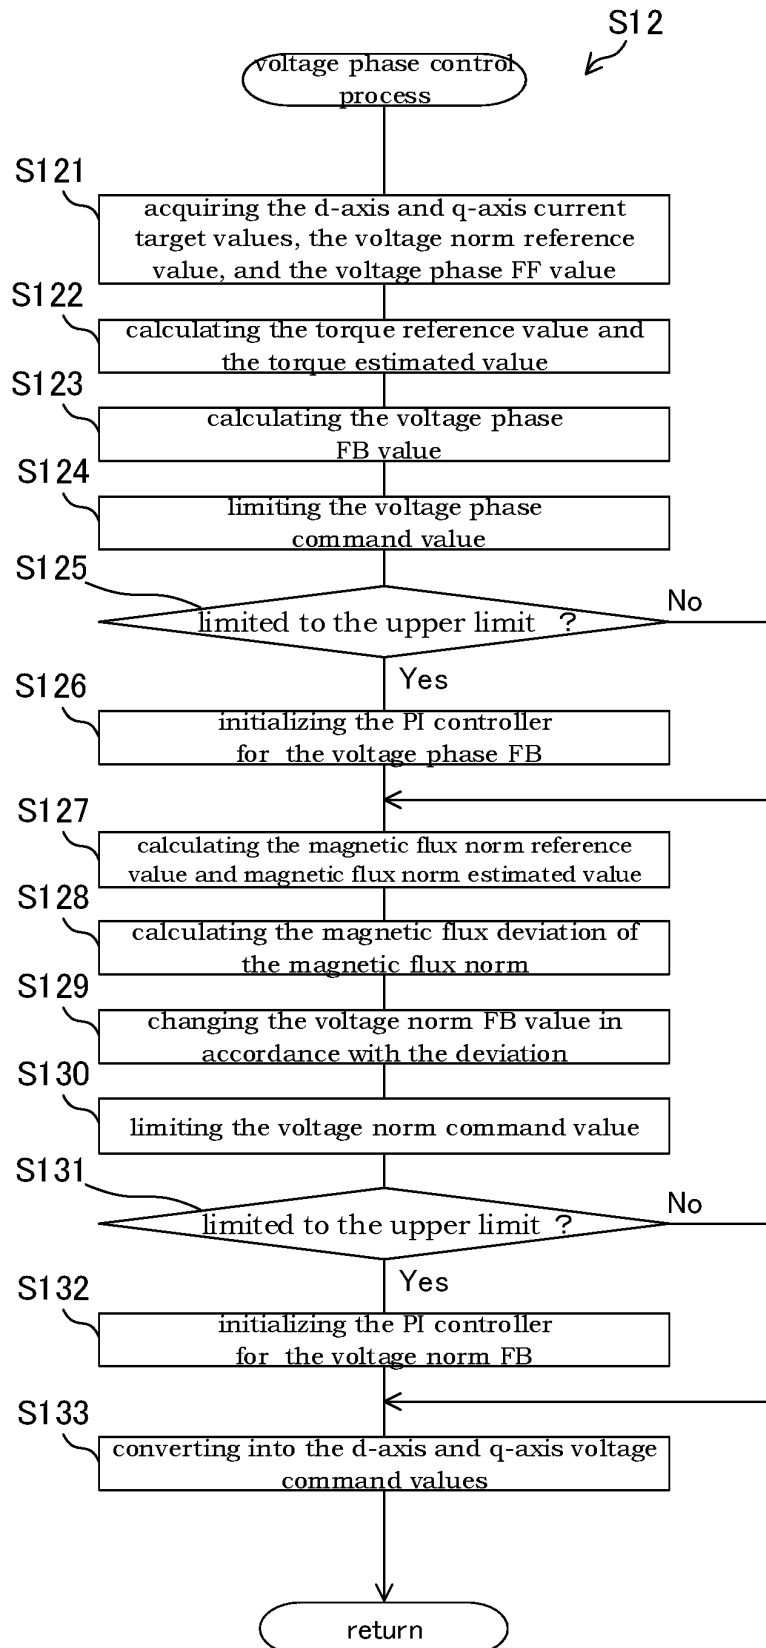 S12
voltage phase control
process
S121
acquiring the d-axis and q-axis current
target values, the voltage norm reference
value, and the voltage phase FF value
S122
calculating the torque reference value and
the torque estimated value
S123
calculating the voltage phase
FB value
S124
limiting the voltage phase
command value
S125
limited to the upper limit ?
No
Yes
S126
initializing the PI controller
for the voltage phase FB
S127
calculating the magnetic flux norm reference
value and magnetic flux norm estimated value
S128
calculating the magnetic flux deviation of
the magnetic flux norm
S129
changing the voltage norm FB value in
accordance with the deviation
S130
limiting the voltage norm command value
S131
limited to the upper limit ?
No
Yes
S132
initializing the PI controller
for the voltage norm FB
S133
converting into the d-axis and q-axis voltage
command values
return